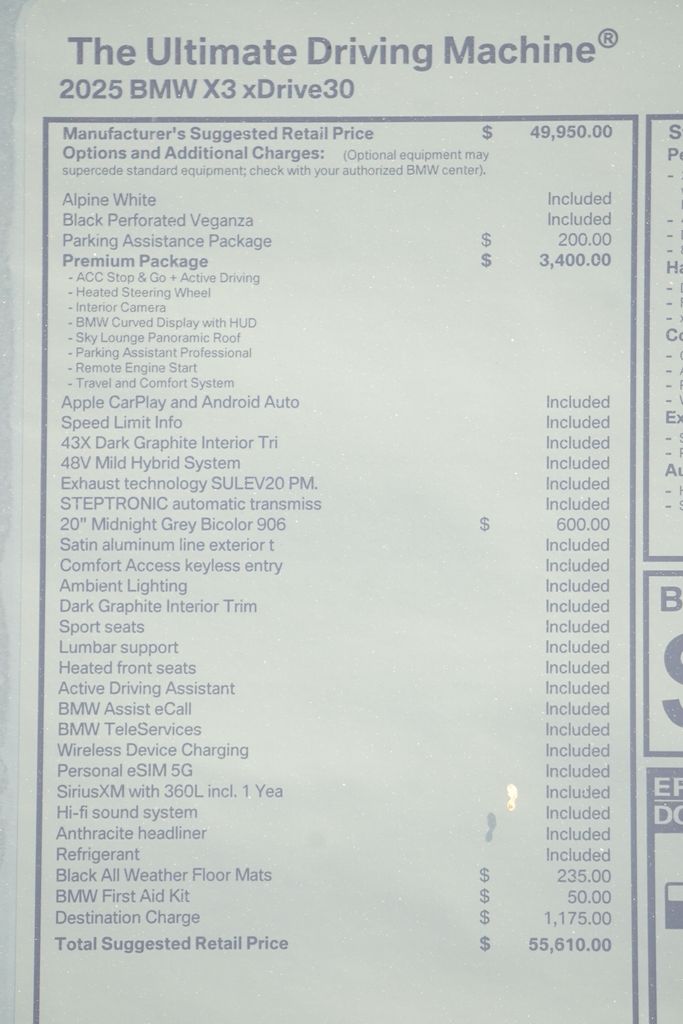 The Ultimate Driving Machine®
2025 BMW X3 xDrive30
Manufacturer's Suggested Retail Price $ 49,950.00
Options and Additional Charges: (Optional equipment may
supercede standard equipment; check with your authorized BMW center).
Alpine White Included
Black Perforated Veganza Included
Parking Assistance Package $ 200.00
Premium Package $ 3,400.00
- ACC Stop & Go + Active Driving
- Heated Steering Wheel
- Interior Camera
- BMW Curved Display with HUD
- Sky Lounge Panoramic Roof
- Parking Assistant Professional
- Remote Engine Start
- Travel and Comfort System
Apple CarPlay and Android Auto Included
Speed Limit Info Included
43X Dark Graphite Interior Tri Included
48V Mild Hybrid System Included
Exhaust technology SULEV20 PM. Included
STEPTRONIC automatic transmiss Included
20" Midnight Grey Bicolor 906 $ 600.00
Satin aluminum line exterior t Included
Comfort Access keyless entry Included
Ambient Lighting Included
Dark Graphite Interior Trim Included
Sport seats Included
Lumbar support Included
Heated front seats Included
Active Driving Assistant Included
BMW Assist eCall Included
BMW TeleServices Included
Wireless Device Charging Included
Personal eSIM 5G Included
SiriusXM with 360L incl. 1 Yea Included
Hi-fi sound system Included
Anthracite headliner Included
Refrigerant Included
Black All Weather Floor Mats $ 235.00
BMW First Aid Kit $ 50.00
Destination Charge $ 1,175.00
Total Suggested Retail Price $ 55,610.00